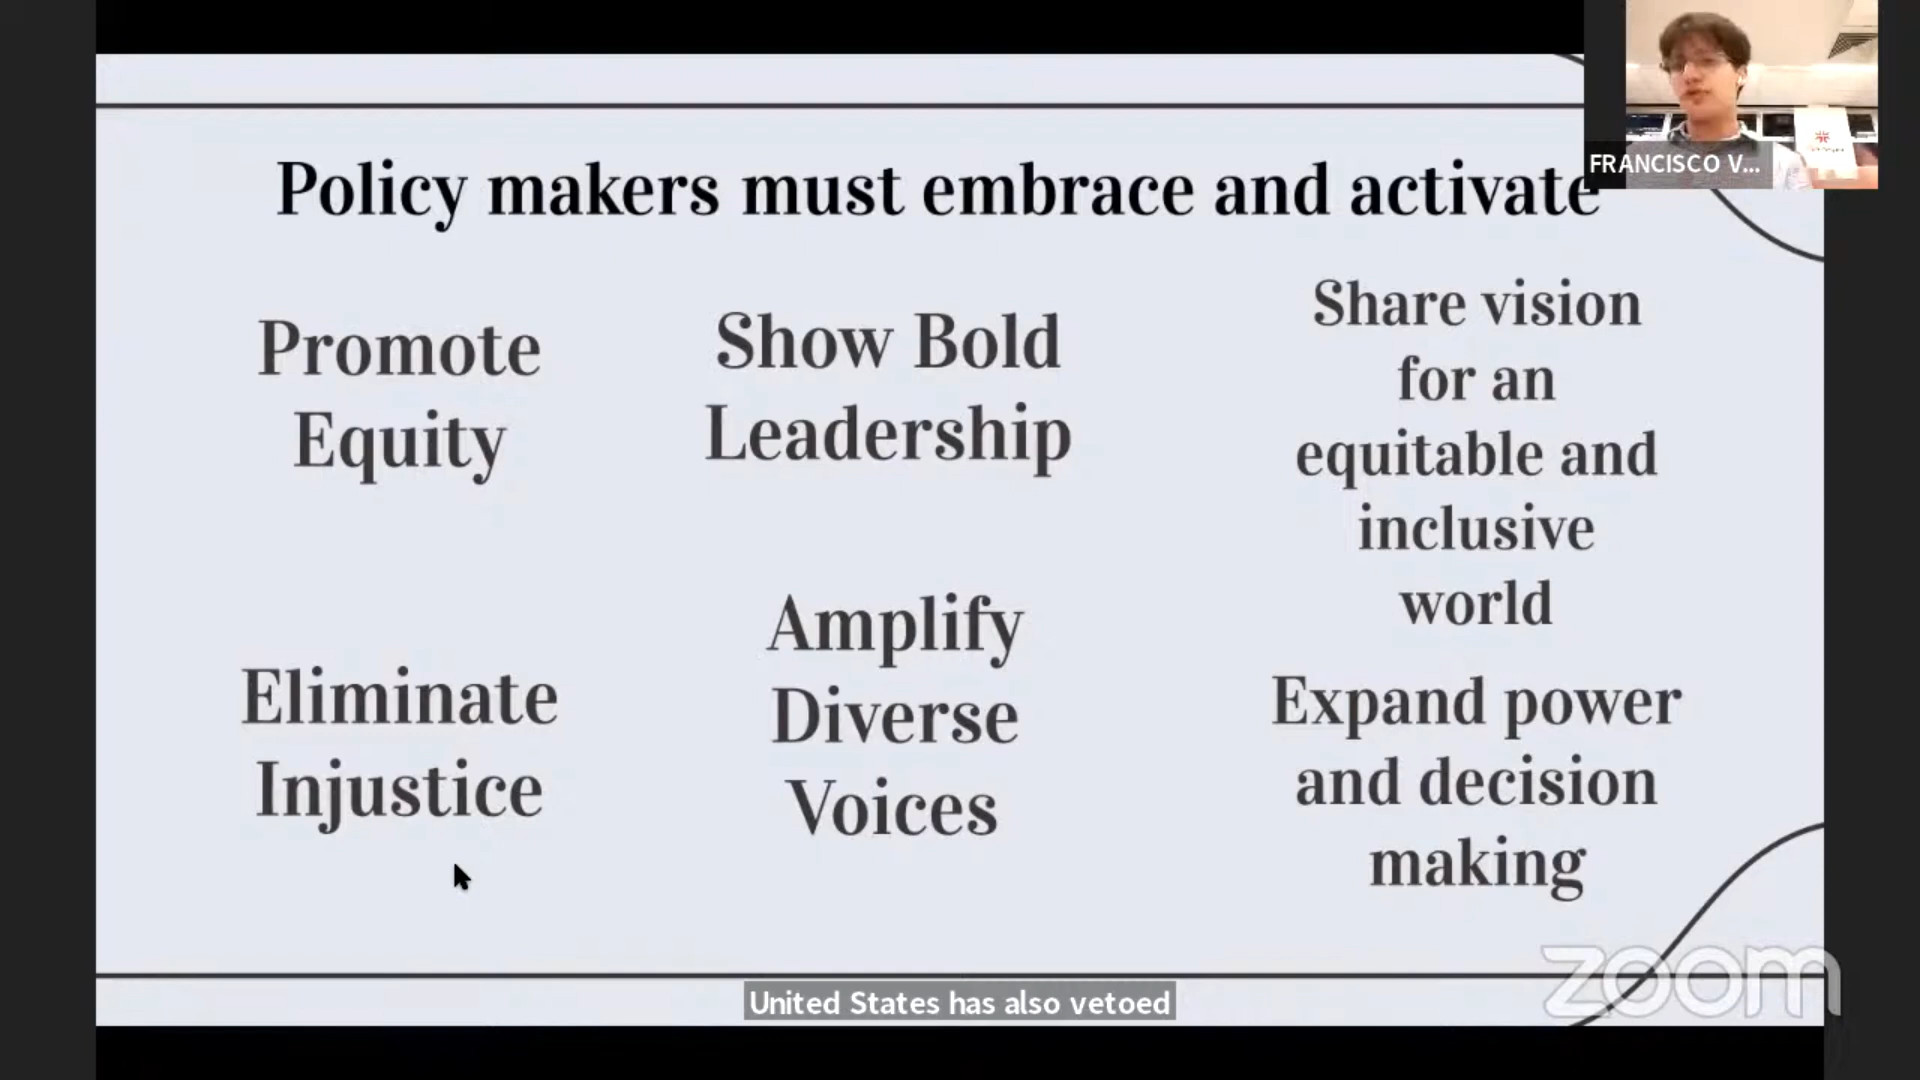 Policy makers must embrace and activate
FRANCISCO V...
Promote
Equity
Show Bold
Leadership
Share vision
for an
equitable and
inclusive
world
Eliminate
Injustice
Amplify
Diverse
Voices
Expand power
and decision
making
zoom
United States has also vetoed